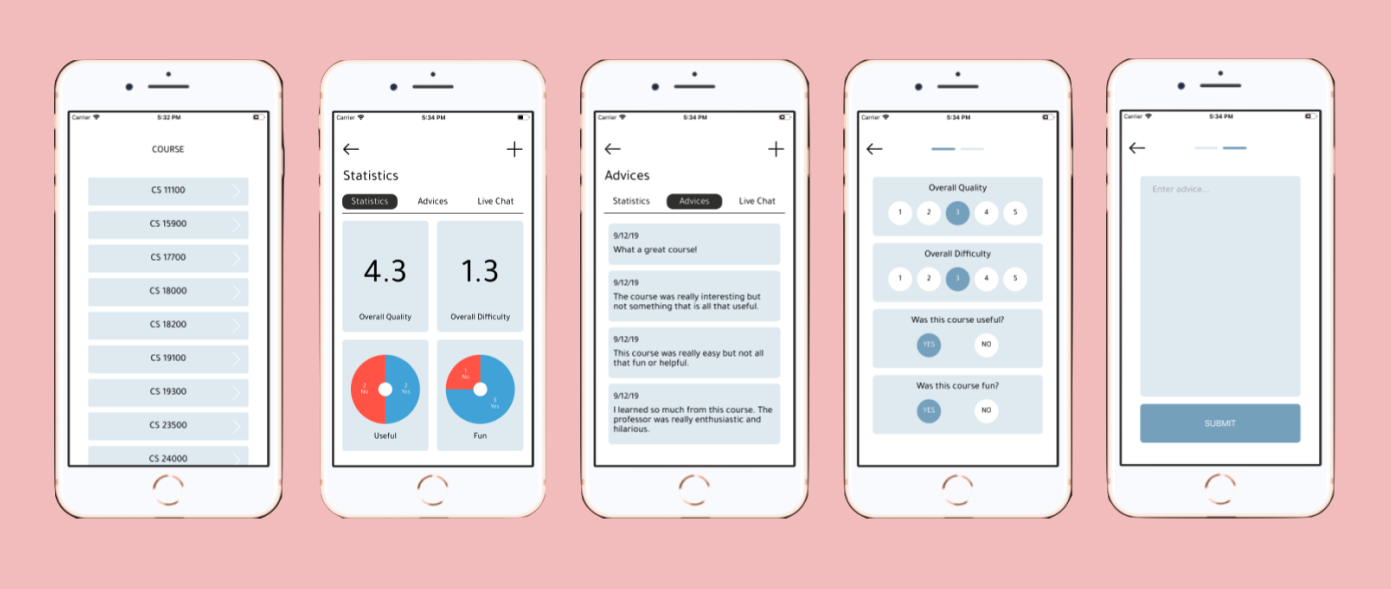 Carrier 5:32 PM
COURSE
CS 11100
CS 15900
CS 17700
CS 18000
CS 18200
CS 19100
CS 19300
CS 23500
CS 24000
Carrier 5:34 PM
Statistics
Statistics Advices Live Chat
4.3 1.3
Overall Quality Overall Difficulty
2 No 2 Yes
1 No 3 Yes
Useful Fun
Carrier 5:34 PM
Advices
Statistics Advices Live Chat
9/12/19
What a great course!
9/12/19
The course was really interesting but
not something that is all that useful.
9/12/19
This course was really easy but not all
that fun or helpful.
9/12/19
I learned so much from this course. The
professor was really enthusiastic and
hilarious.
Carrier 5:34 PM
Overall Quality
1 2 3 4 5
Overall Difficulty
1 2 3 4 5
Was this course useful?
YES NO
Was this course fun?
YES NO
Carrier 5:34 PM
Enter advice...
SUBMIT